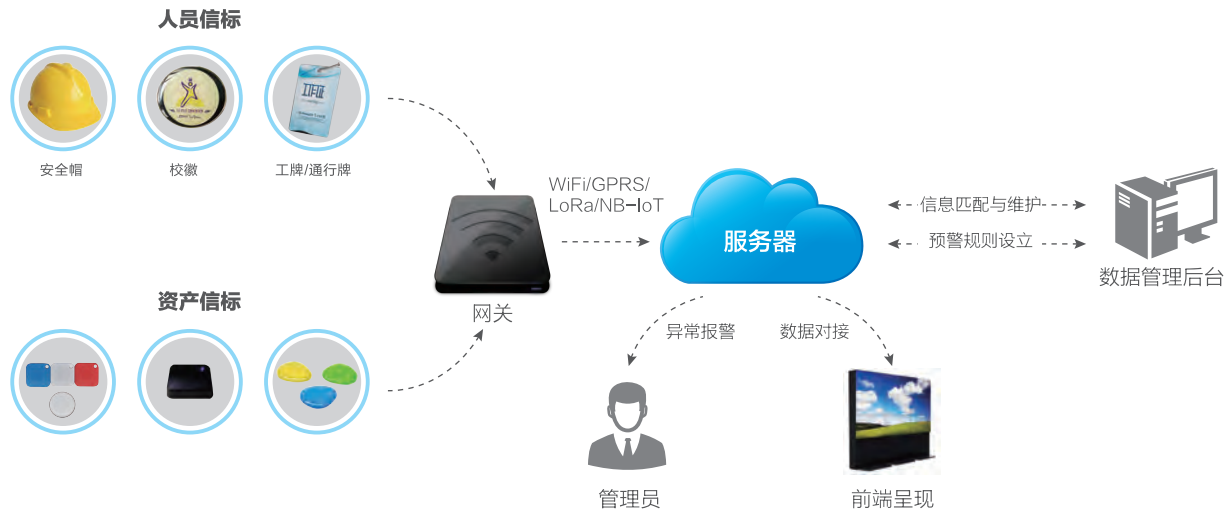 人员信标
工作证
安全帽
校徽
工牌/通行牌
WiFi/GPRS/
LoRa/NB-IoT
服务器
信息匹配与维护
预警规则设立
数据管理后台
资产信标
网关
异常报警
数据对接
管理员
前端呈现